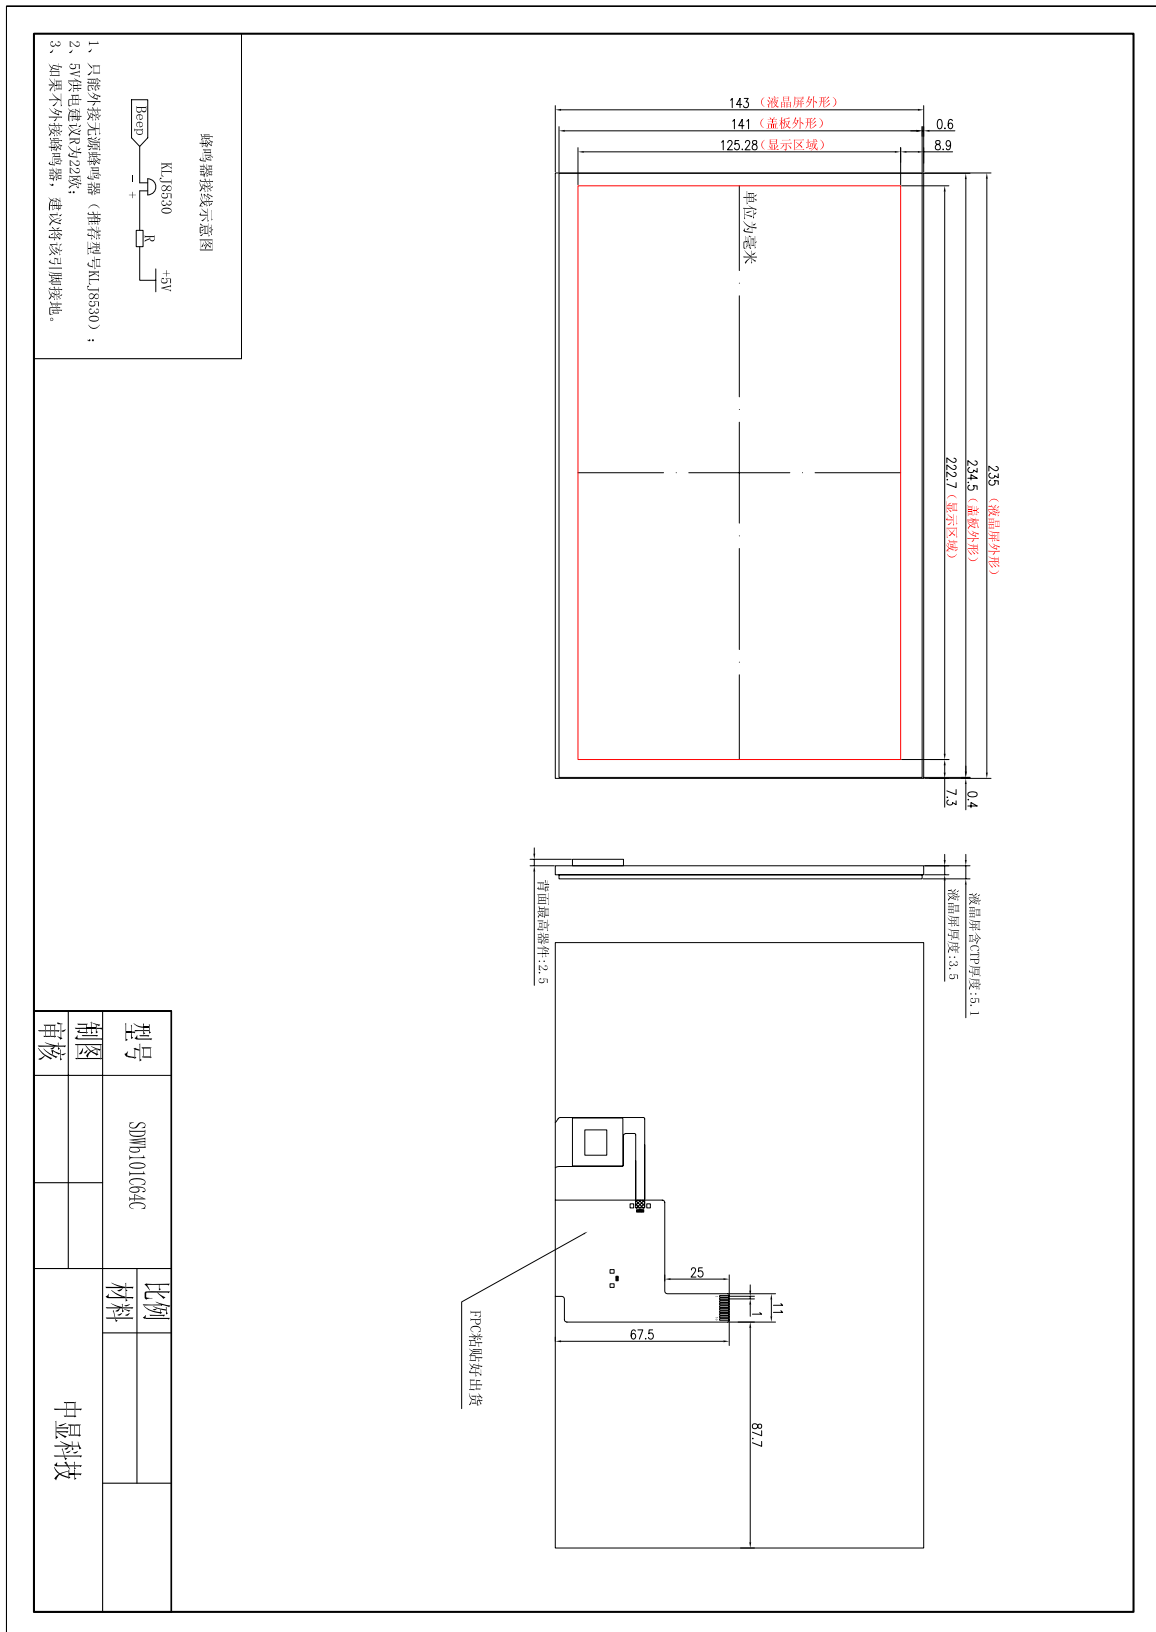 143（液晶屏外形）
141（盖板外形）
125.28（显示区域）
0.6
8.9
235（液晶屏外形）
234.5（盖板外形）
222.7（显示区域）
0.4
7.3
单位为毫米
蜂鸣器接线示意图
Beep
KLJ8530
- +
R
+5V
1、只能外接无源蜂鸣器（推荐型号KLJ8530）；
2、5V供电建议R为22欧；
3、如果不外接蜂鸣器，建议将该引脚接地。
液晶屏含CTP厚度:5.1
液晶屏厚度:3.5
背面最高器件:2.5
25
11
1
67.5
87.7
FPC粘贴好出货
型号
SDWb101C64C
比例
材料
制图
审核
中显科技